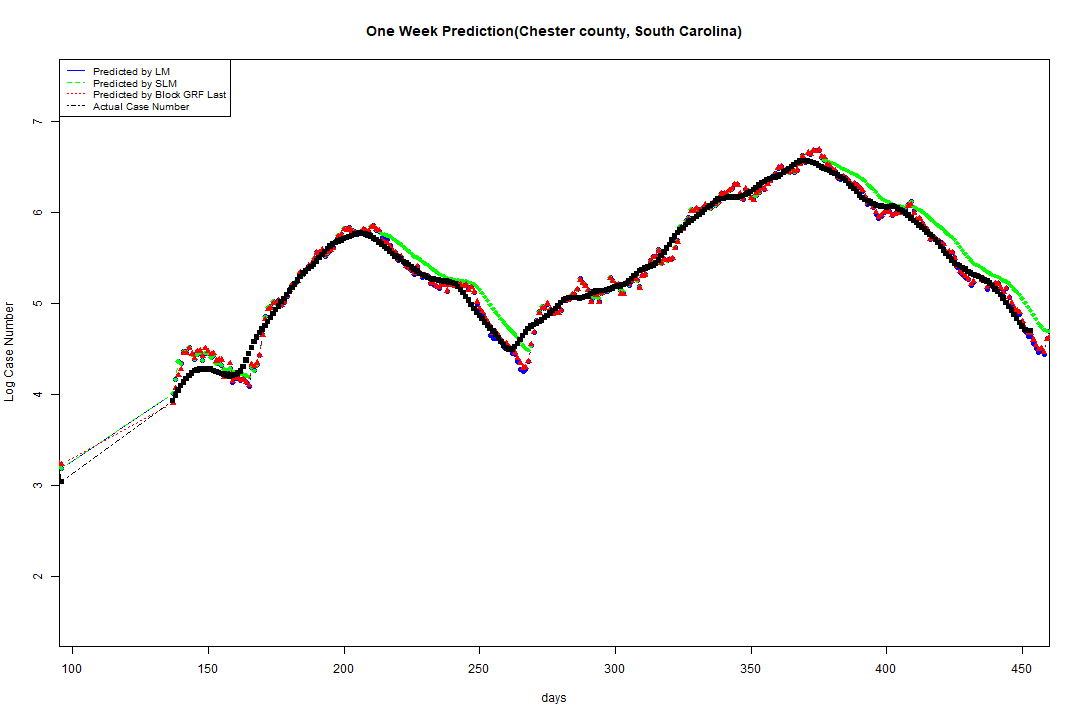 One Week Prediction(Chester county, South Carolina)
Predicted by LM
Predicted by SLM
Predicted by Block GRF Last
Actual Case Number
Log Case Number
7
6
5
4
3
2
100 150 200 250 300 350 400 450
days